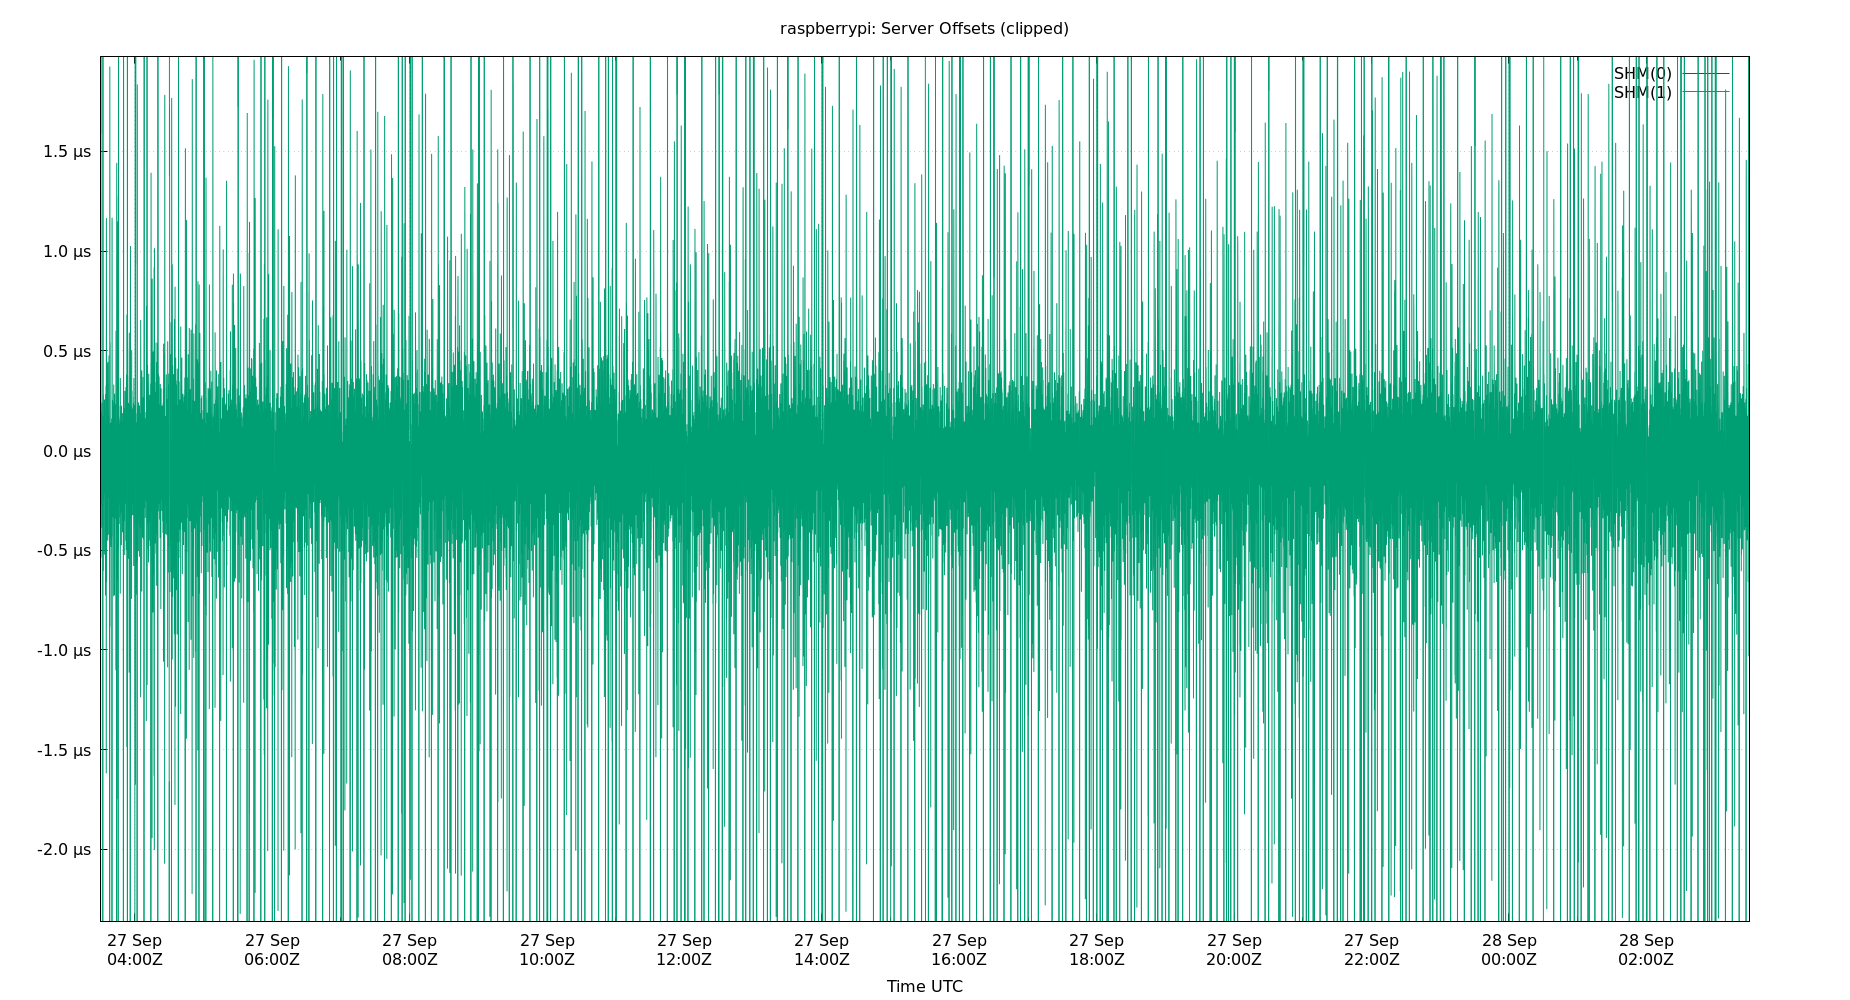 raspberrypi: Server Offsets (clipped)
SHM(0)
SHM(1)
1.5 µs
1.0 µs
0.5 µs
0.0 µs
-0.5 µs
-1.0 µs
-1.5 µs
-2.0 µs
27 Sep 27 Sep 27 Sep 27 Sep 27 Sep 27 Sep 27 Sep 27 Sep 27 Sep 27 Sep 28 Sep 28 Sep
04:00Z 06:00Z 08:00Z 10:00Z 12:00Z 14:00Z 16:00Z 18:00Z 20:00Z 22:00Z 00:00Z 02:00Z
Time UTC